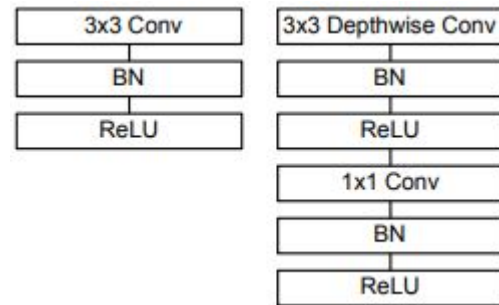 3x3 Conv
BN
ReLU
3x3 Depthwise Conv
BN
ReLU
1x1 Conv
BN
ReLU